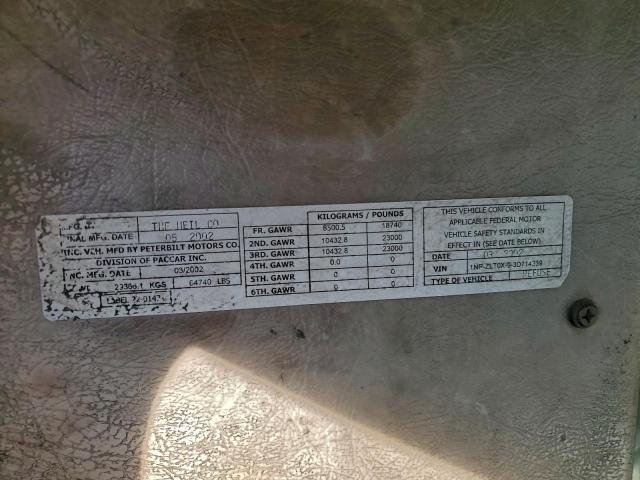 THE HEIL CO
MFG. DATE 05 2002
VEH. MFD BY PETERBILT MOTORS CO.
DIVISION OF PACCAR INC.
INC. MFG. DATE 03/2002
KGS 64740 LBS
KILOGRAMS / POUNDS
FR. GAWR 8500.5 18740
2ND. GAWR 10432.8 23000
3RD. GAWR 10432.8 23000
4TH. GAWR 0.0 0
5TH. GAWR 0.0 0
6TH. GAWR
THIS VEHICLE CONFORMS TO ALL
APPLICABLE FEDERAL MOTOR
VEHICLE SAFETY STANDARDS IN
EFFECT IN (SEE DATE BELOW).
DATE 03 2002
VIN
TYPE OF VEHICLE REFUSE